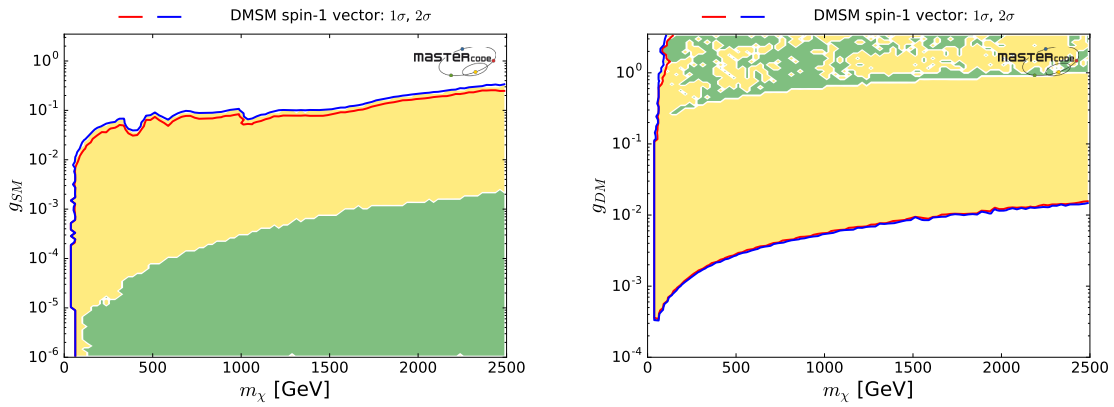 DMSM spin-1 vector: 1σ, 2σ
10^0
10^-1
10^-2
10^-3
10^-4
10^-5
10^-6
g_SM
MASTERCODE
0 500 1000 1500 2000 2500
m_χ [GeV]
DMSM spin-1 vector: 1σ, 2σ
10^0
10^-1
10^-2
10^-3
10^-4
g_DM
MASTERCODE
0 500 1000 1500 2000 2500
m_χ [GeV]